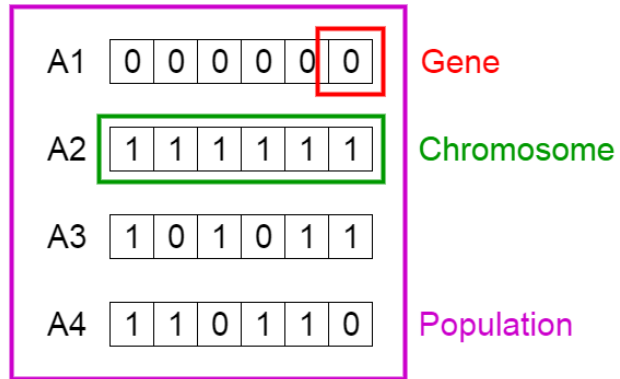 A1 0 0 0 0 0 0 Gene
A2 1 1 1 1 1 1 Chromosome
A3 1 0 1 0 1 1
A4 1 1 0 1 1 0 Population